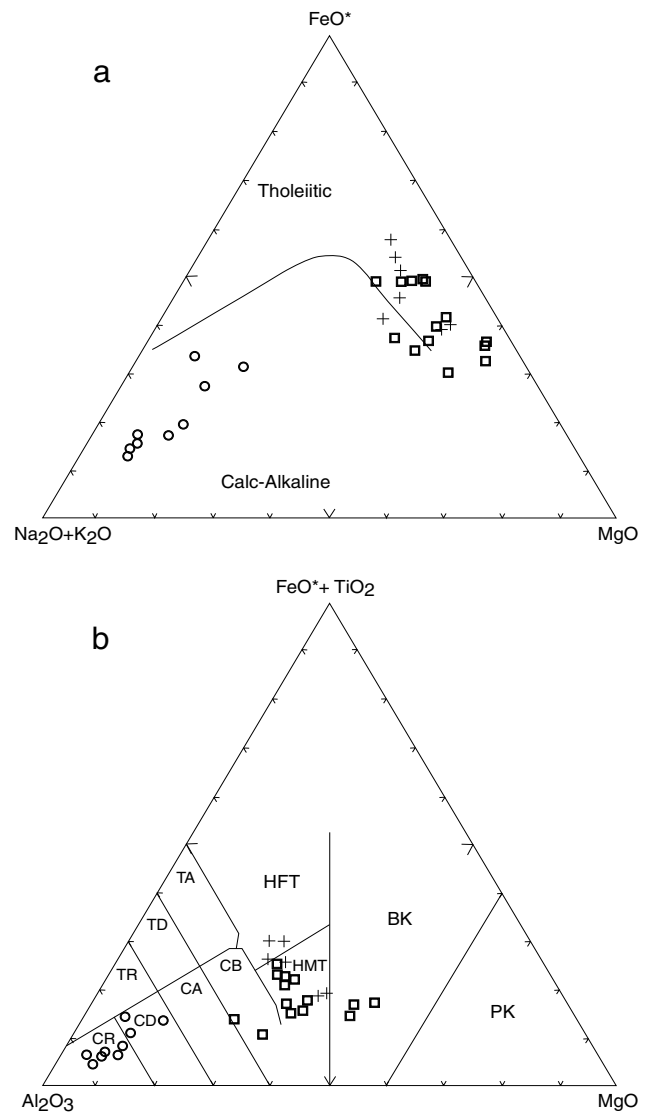 FeO*
a
Tholeiitic
Calc-Alkaline
Na2O+K2O MgO
FeO*+ TiO2
b
TA HFT
BK
TD
CB HMT
TR CA
PK
CD
CR
Al2O3 MgO